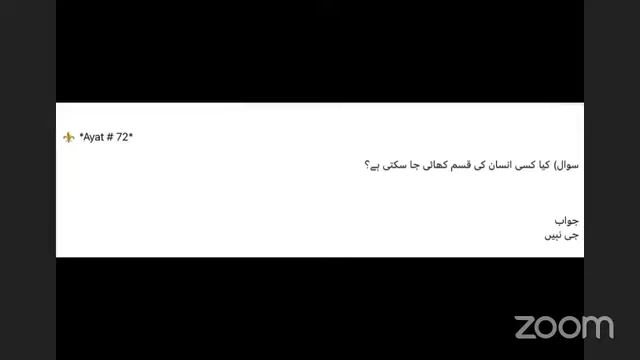 ⚜️ *Ayat # 72*
سوال) کیا کسی انسان کی قسم کھائی جا سکتی ہے؟
جواب
جی نہیں
zoom